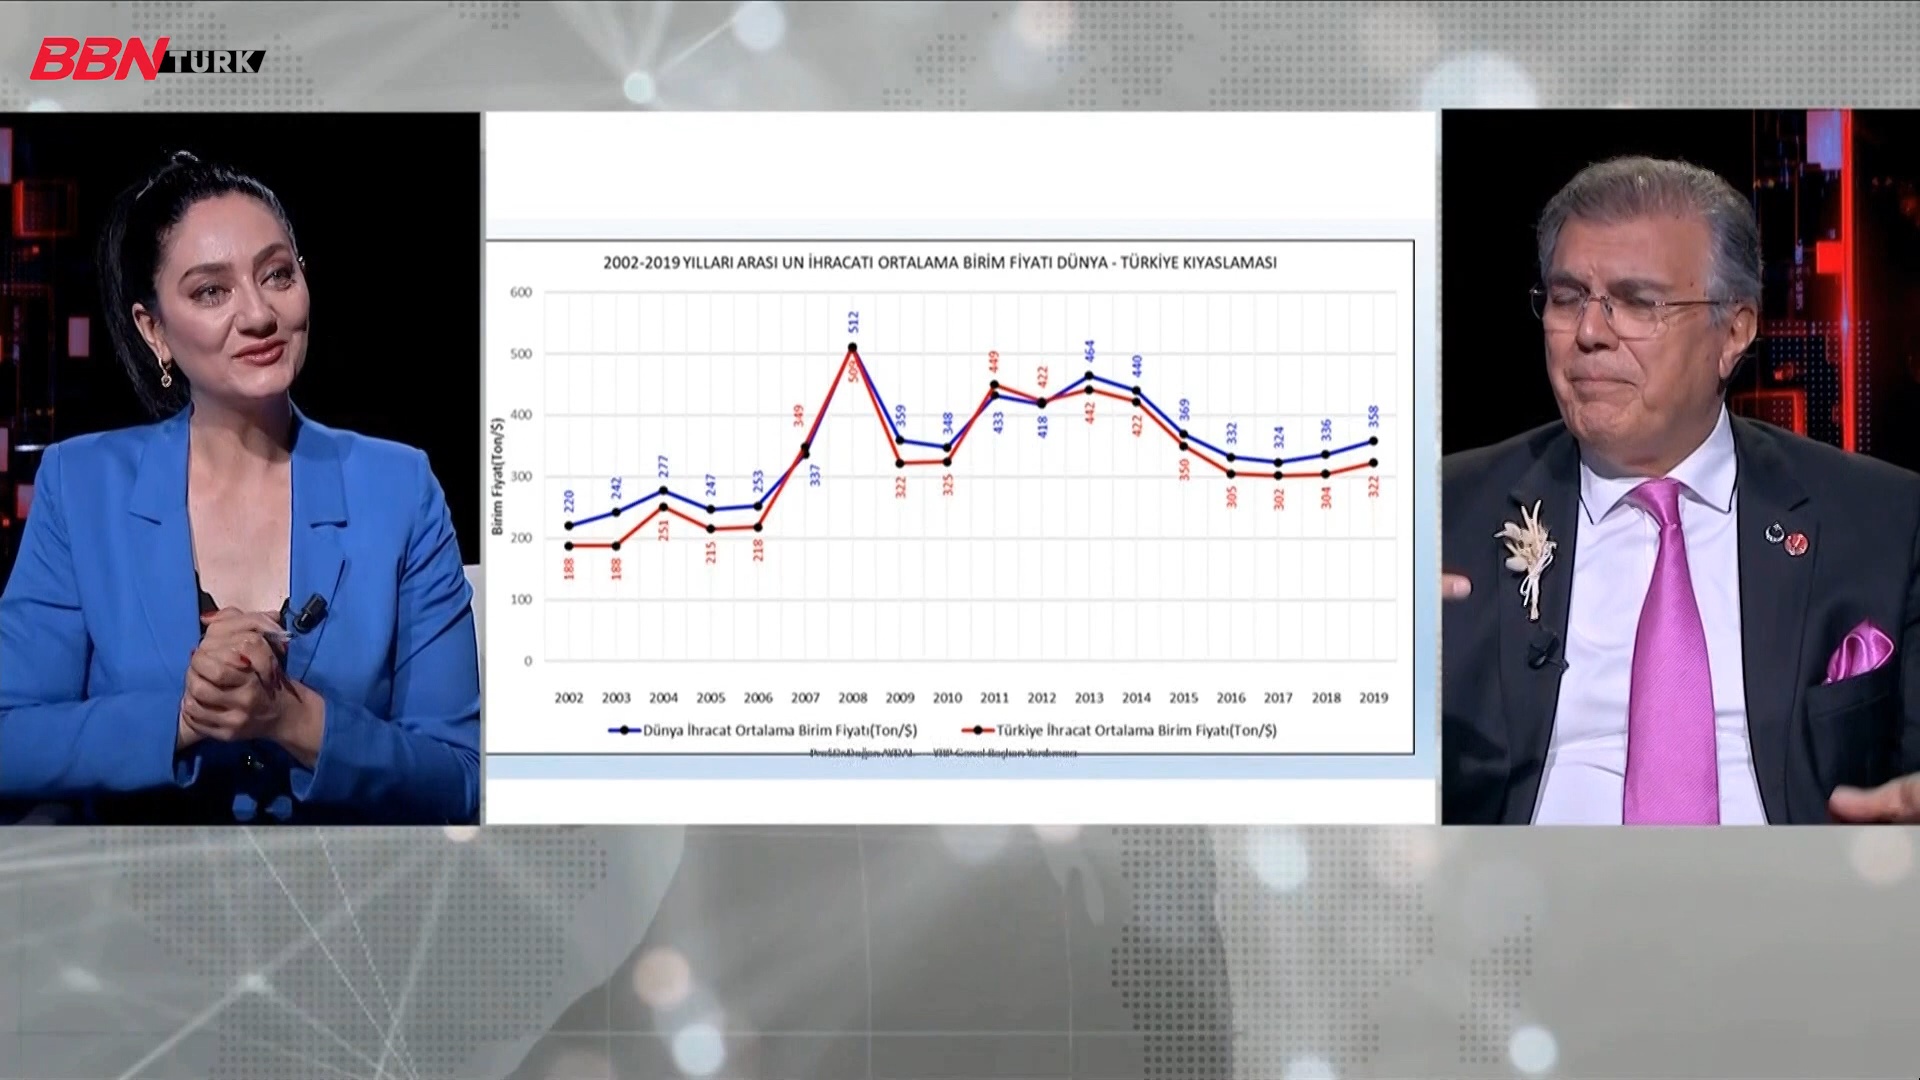 BBN TURK
2002-2019 YILLARI ARASI UN İHRACATI ORTALAMA BİRİM FİYATI DÜNYA - TÜRKİYE KIYASLAMASI
Birim Fiyat(Ton/$)
600
500
400
300
200
100
0
220 242 277 247 253 337 512 359 348 433 418 464 440 369 332 324 336 358
188 188 251 215 218 349 509 322 325 449 422 442 422 350 305 302 304 322
2002 2003 2004 2005 2006 2007 2008 2009 2010 2011 2012 2013 2014 2015 2016 2017 2018 2019
Dünya İhracat Ortalama Birim Fiyatı(Ton/$) Türkiye İhracat Ortalama Birim Fiyatı(Ton/$)
Genel Başkan Yardımcısı